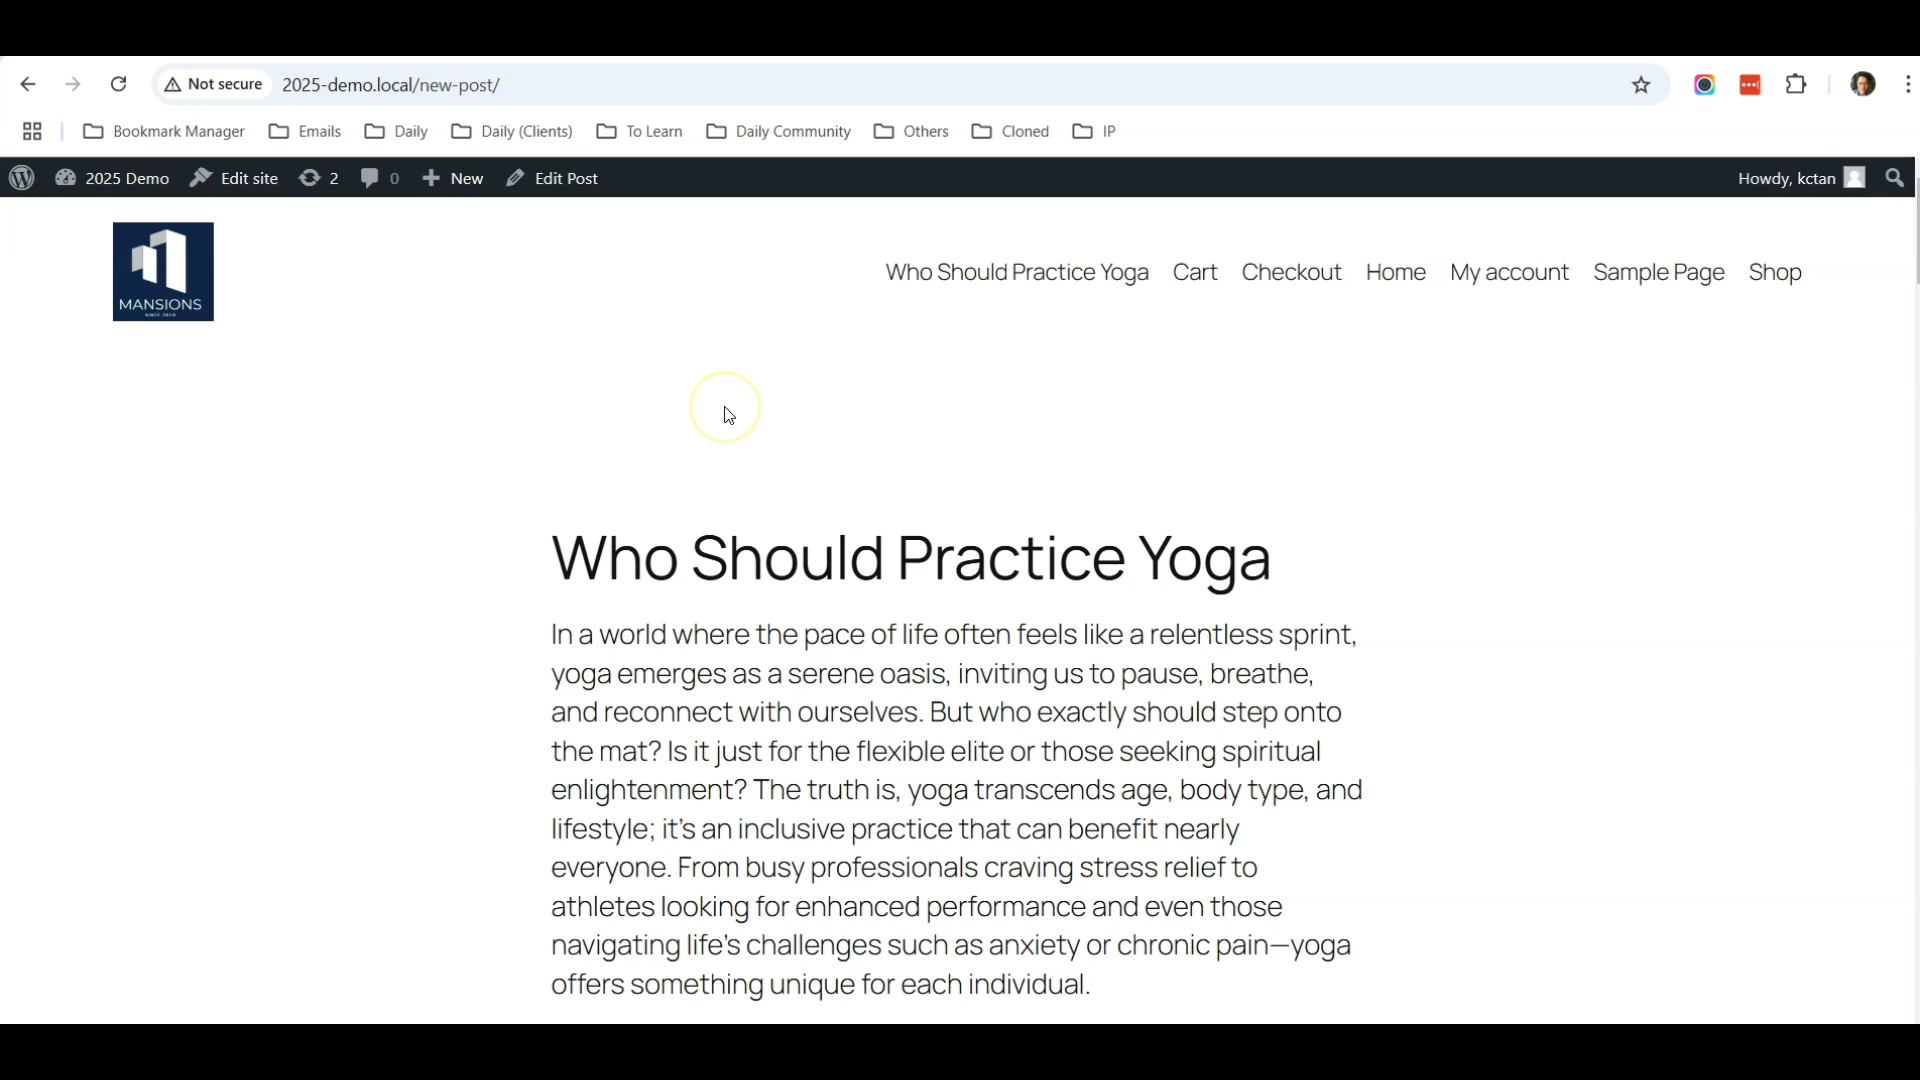 Not secure 2025-demo.local/new-post/
Bookmark Manager Emails Daily Daily (Clients) To Learn Daily Community Others Cloned IP
2025 Demo Edit site 2 0 New Edit Post Howdy, kctan
MANSIONS
Who Should Practice Yoga Cart Checkout Home My account Sample Page Shop
Who Should Practice Yoga
In a world where the pace of life often feels like a relentless sprint,
yoga emerges as a serene oasis, inviting us to pause, breathe,
and reconnect with ourselves. But who exactly should step onto
the mat? Is it just for the flexible elite or those seeking spiritual
enlightenment? The truth is, yoga transcends age, body type, and
lifestyle; it's an inclusive practice that can benefit nearly
everyone. From busy professionals craving stress relief to
athletes looking for enhanced performance and even those
navigating life's challenges such as anxiety or chronic pain—yoga
offers something unique for each individual.